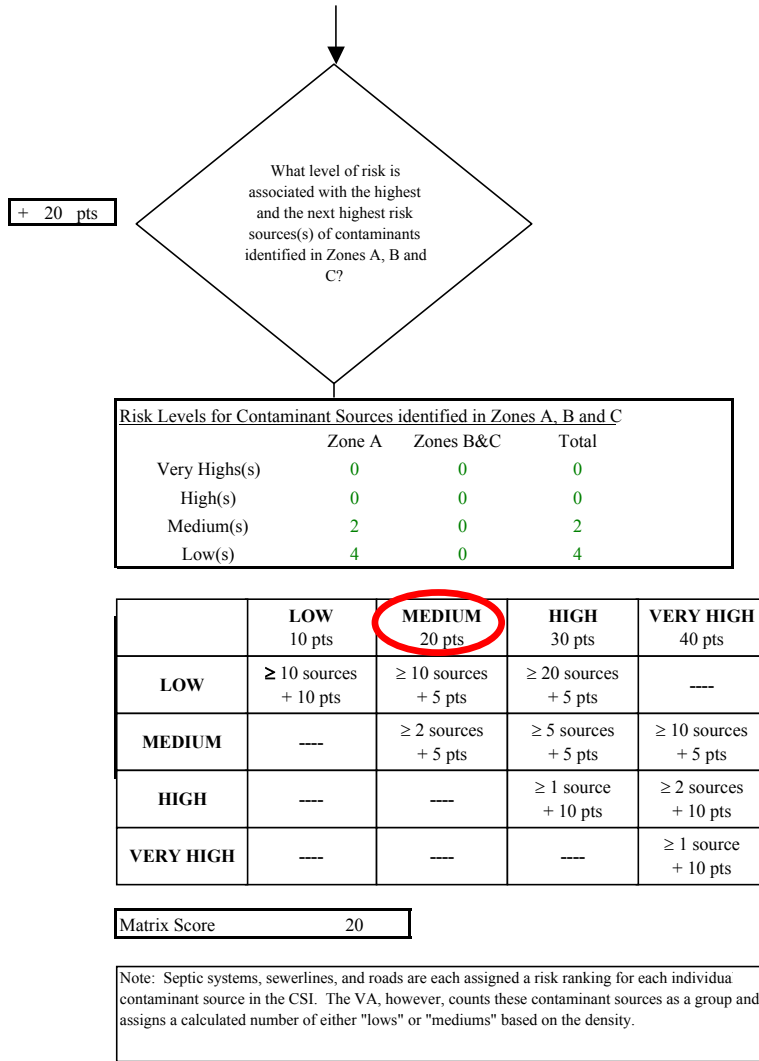 What level of risk is
associated with the highest
and the next highest risk
sources(s) of contaminants
identified in Zones A, B and
C?
+ 20 pts
Risk Levels for Contaminant Sources identified in Zones A, B and C
Zone A Zones B&C Total
Very Highs(s) 0 0 0
High(s) 0 0 0
Medium(s) 2 0 2
Low(s) 4 0 4
LOW MEDIUM HIGH VERY HIGH
10 pts 20 pts 30 pts 40 pts
LOW ≥ 10 sources ≥ 10 sources ≥ 20 sources ----
+ 10 pts + 5 pts + 5 pts
MEDIUM ---- ≥ 2 sources ≥ 5 sources ≥ 10 sources
+ 5 pts + 5 pts + 5 pts
HIGH ---- ---- ≥ 1 source ≥ 2 sources
+ 10 pts + 10 pts
VERY HIGH ---- ---- ---- ≥ 1 source
+ 10 pts
Matrix Score 20
Note: Septic systems, sewerlines, and roads are each assigned a risk ranking for each individua
contaminant source in the CSI. The VA, however, counts these contaminant sources as a group and
assigns a calculated number of either "lows" or "mediums" based on the density.